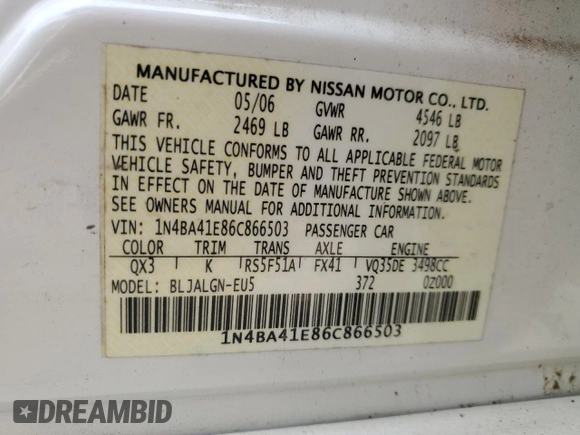 MANUFACTURED BY NISSAN MOTOR CO., LTD.
DATE 05/06 GVWR 4546 LB
GAWR FR. 2469 LB GAWR RR. 2097 LB
THIS VEHICLE CONFORMS TO ALL APPLICABLE FEDERAL MOTOR
VEHICLE SAFETY, BUMPER AND THEFT PREVENTION STANDARDS
IN EFFECT ON THE DATE OF MANUFACTURE SHOWN ABOVE.
SEE OWNERS MANUAL FOR ADDITIONAL INFORMATION.
VIN: 1N4BA41E86C866503 PASSENGER CAR
COLOR TRIM TRANS AXLE ENGINE
QX3 K RS5F51A FX41 VQ35DE 3498CC
MODEL: BLJALGN-EU5 372 0Z000
1N4BA41E86C866503
DREAMBID